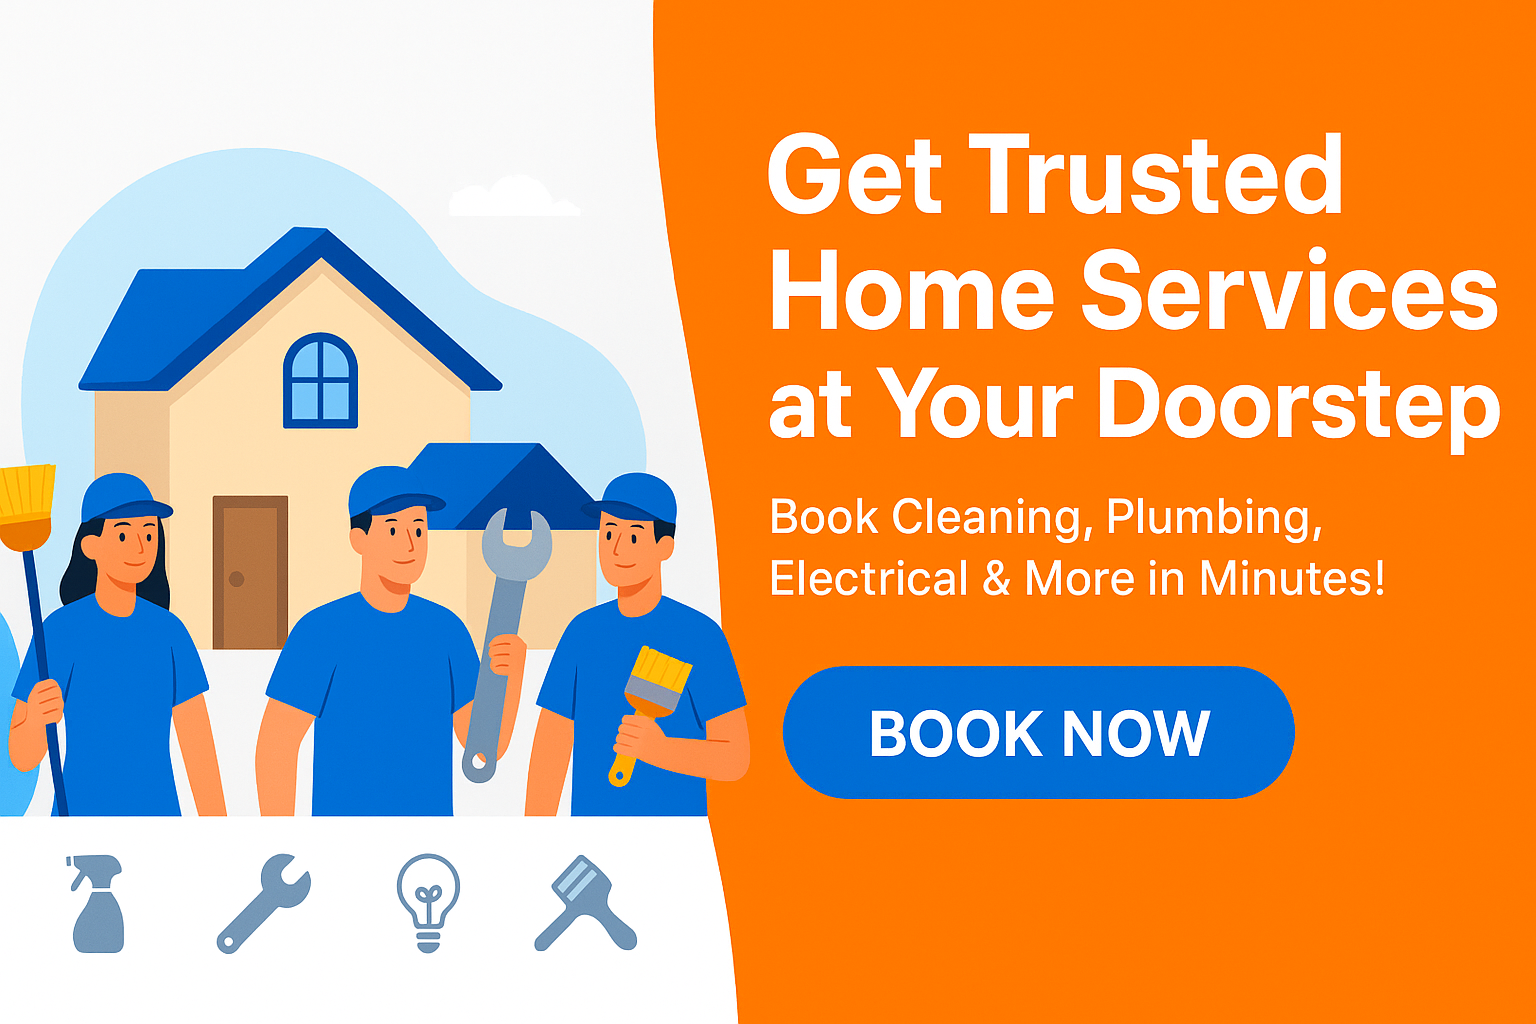 Get Trusted
Home Services
at Your Doorstep
Book Cleaning, Plumbing,
Electrical & More in Minutes!
BOOK NOW